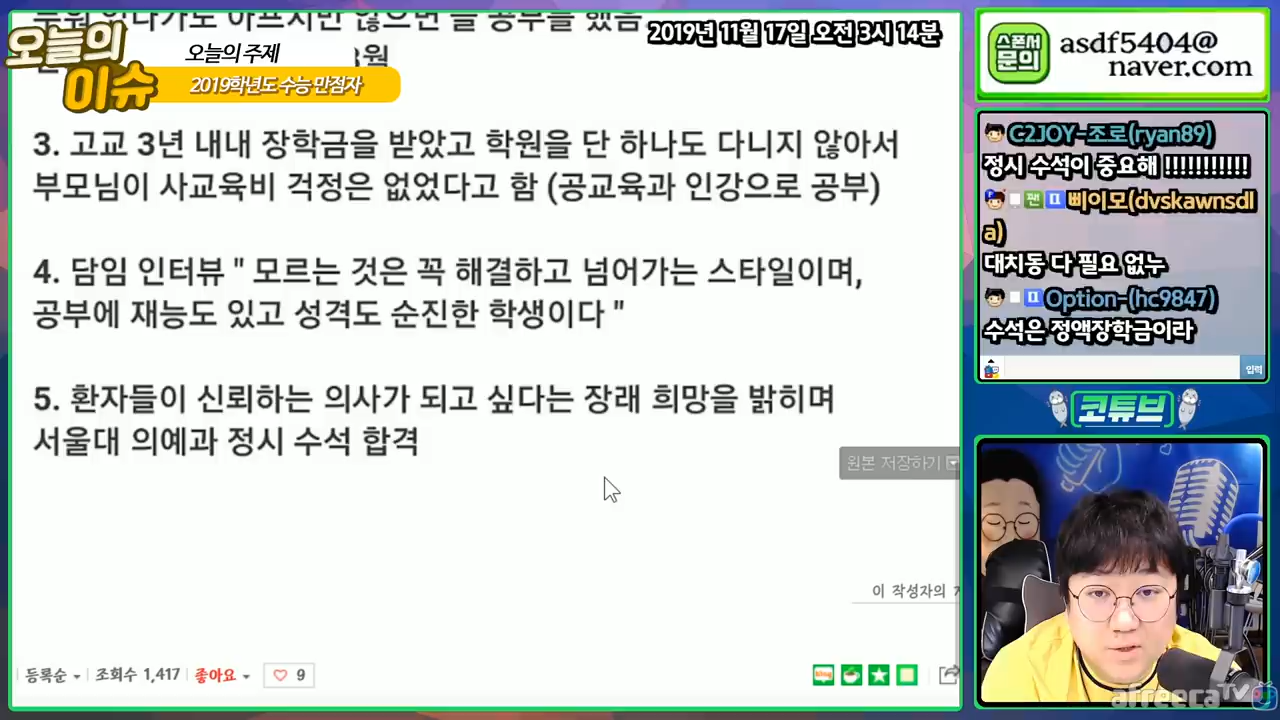 오늘의 이슈
오늘의 주제
2019학년도 수능 만점자
2019년 11월 17일 오전 3시 14분
3. 고교 3년 내내 장학금을 받았고 학원을 단 하나도 다니지 않아서
부모님이 사교육비 걱정은 없었다고 함 (공교육과 인강으로 공부)
4. 담임 인터뷰 " 모르는 것은 꼭 해결하고 넘어가는 스타일이며,
공부에 재능도 있고 성격도 순진한 학생이다 "
5. 환자들이 신뢰하는 의사가 되고 싶다는 장래 희망을 밝히며
서울대 의예과 정시 수석 합격
원본 저장하기
이 작성자의
등록순 조회수 1,417 좋아요 9
스폰서 문의
asdf5404@
naver.com
C2JOY-조로(ryan89)
정시 수석이 중요해 !!!!!!!!!!!
팬 삐이모(dvskawnsdl
a)
대치동 다 필요 없누
Option-(hc9847)
수석은 정액장학금이라
입력
코튜브
afreecaTV